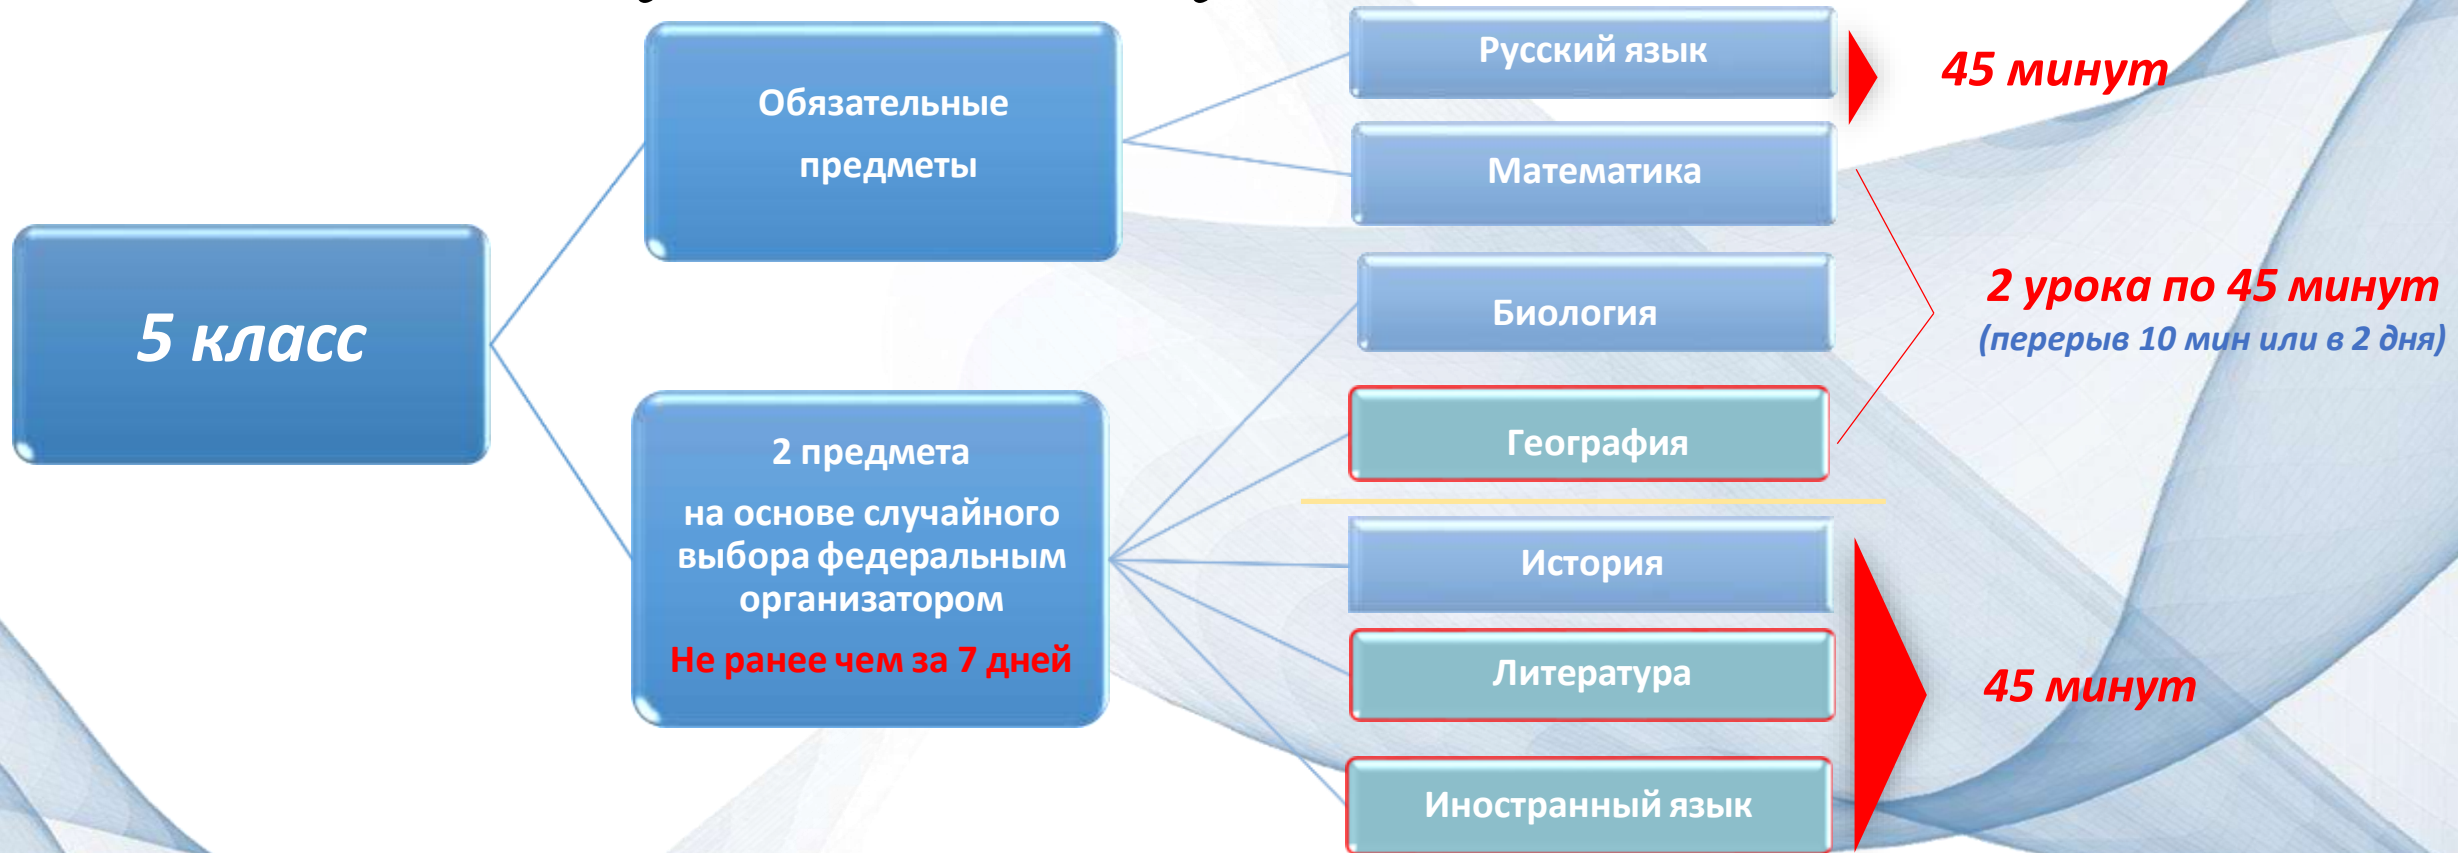 5 класс
Обязательные
предметы
2 предмета
на основе случайного
выбора федеральным
организатором
Не ранее чем за 7 дней
Русский язык
Математика
Биология
География
История
Литература
Иностранный язык
45 минут
2 урока по 45 минут
(перерыв 10 мин или в 2 дня)
45 минут